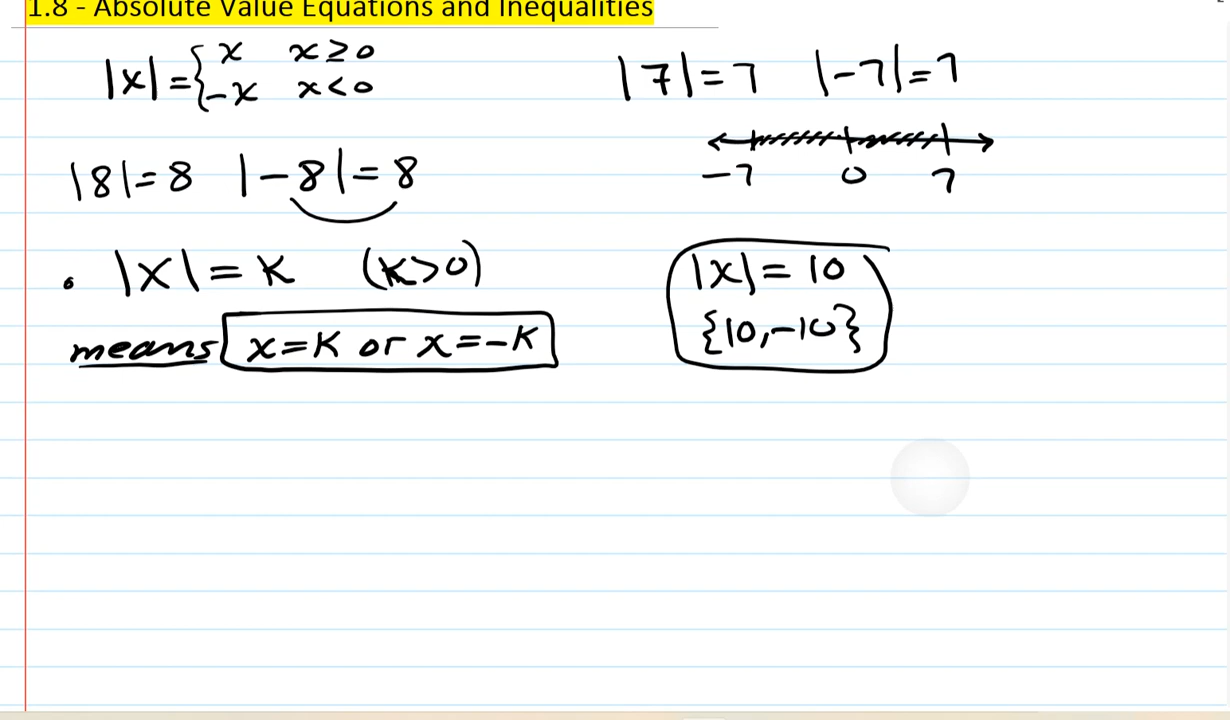 1.8 - Absolute Value Equations and Inequalities
|x| = { x x ≥ 0
-x x < 0
|7| = 7 |-7| = 7
-7 0 7
|8| = 8 |-8| = 8
• |x| = K (K>0)
means x = K or x = -K
|x| = 10
{10, -10}